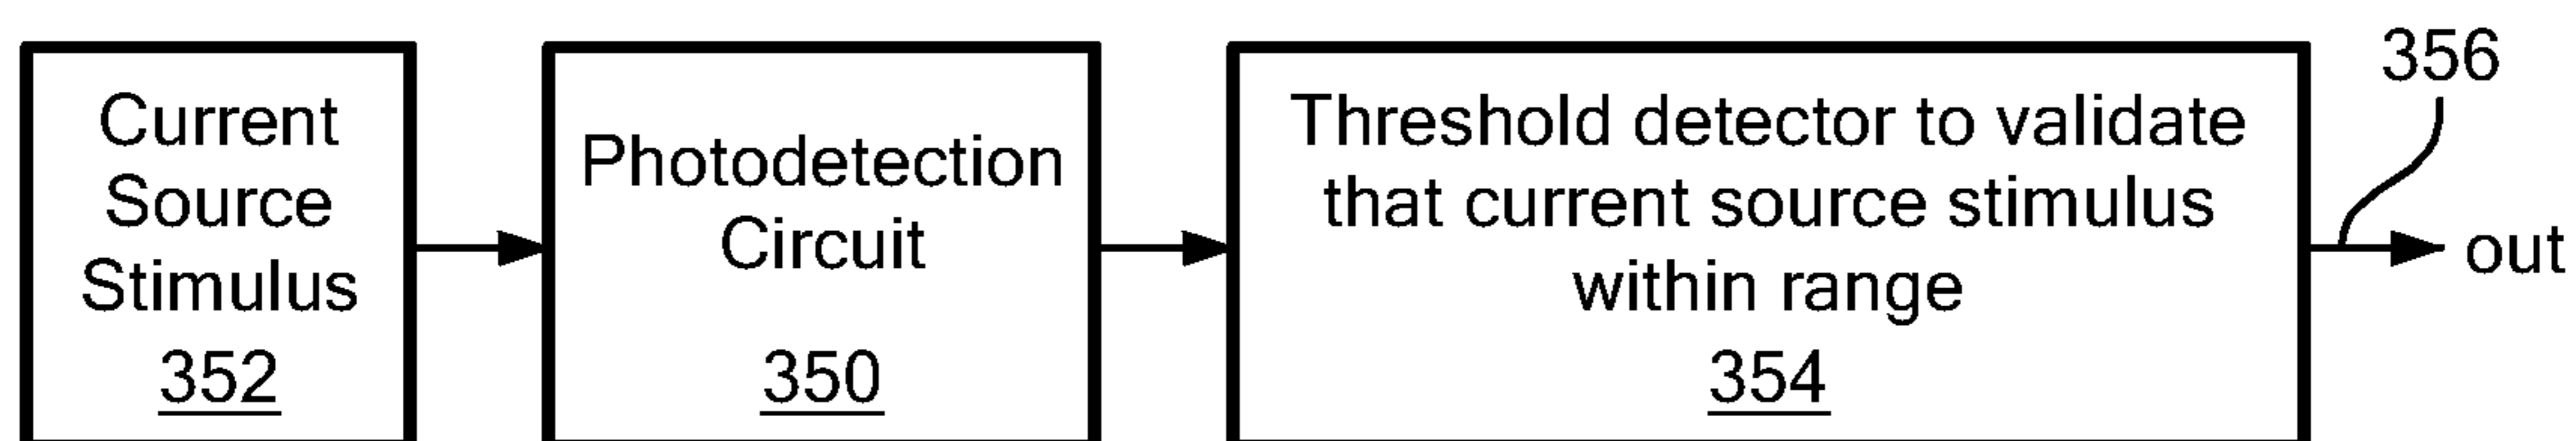 Current
Source
Stimulus
352
Photodetection
Circuit
350
Threshold detector to validate
that current source stimulus
within range
354
356
out